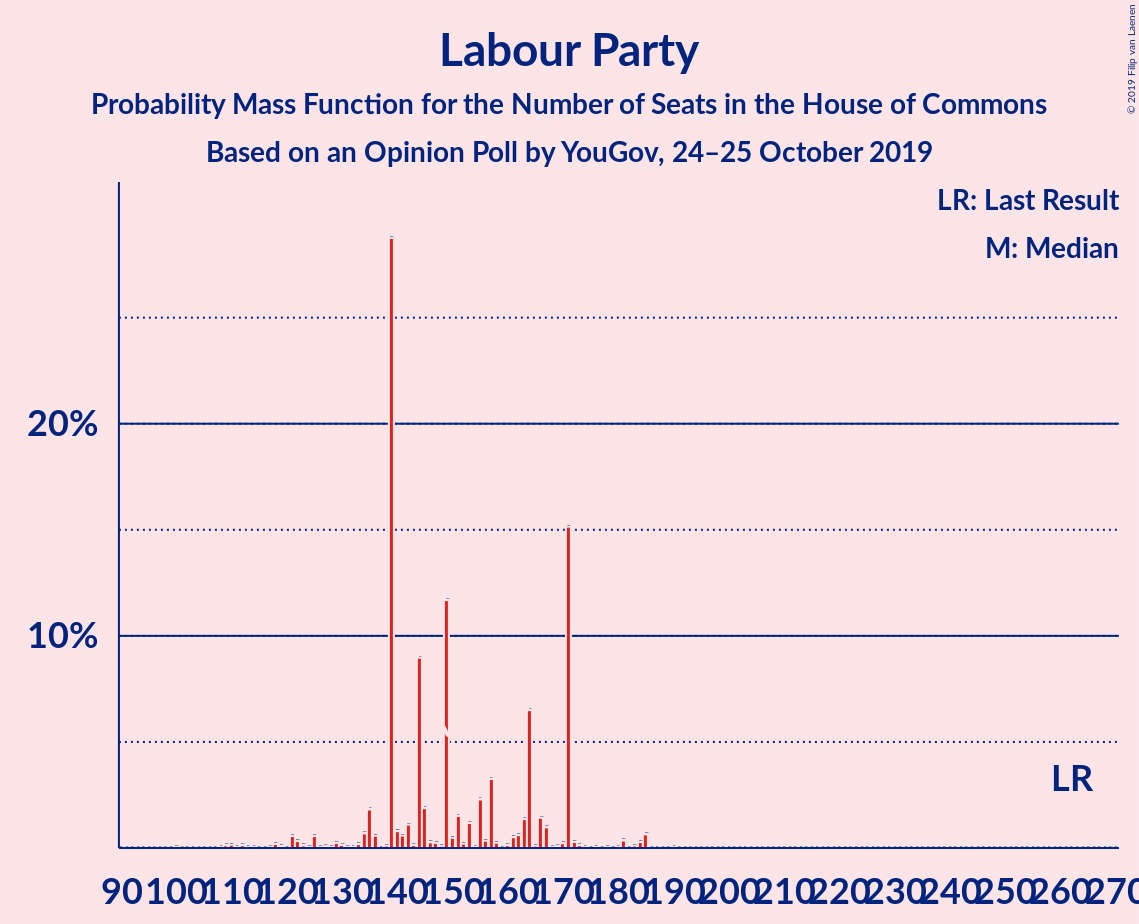 Labour Party
Probability Mass Function for the Number of Seats in the House of Commons
Based on an Opinion Poll by YouGov, 24–25 October 2019
© 2019 Filip van Laenen
LR: Last Result
M: Median
20%
10%
LR
90 100 110 120 130 140 150 160 170 180 190 200 210 220 230 240 250 260 270